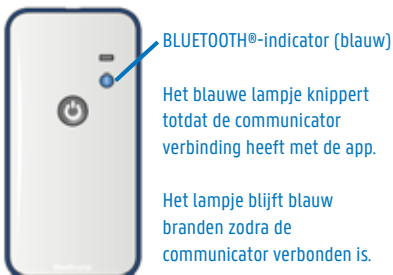 BLUETOOTH®-indicator (blauw)
Het blauwe lampje knippert
totdat de communicator
verbinding heeft met de app.
Het lampje blijft blauw
branden zodra de
communicator verbonden is.